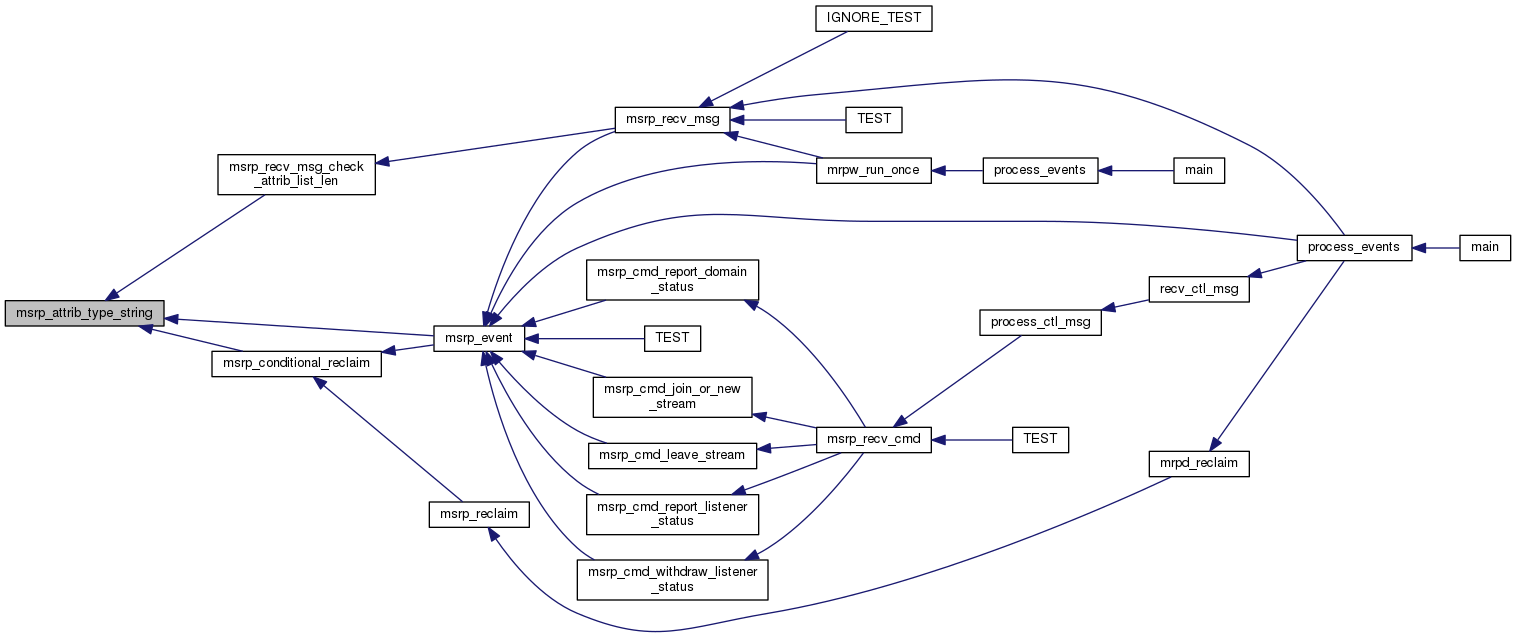 IGNORE_TEST
msrp_recv_msg
TEST
msrp_recv_msg_check
_attrib_list_len
mrpw_run_once
process_events
main
process_events
main
msrp_cmd_report_domain
_status
recv_ctl_msg
msrp_attrib_type_string
process_ctl_msg
msrp_event
TEST
msrp_conditional_reclaim
msrp_cmd_join_or_new
_stream
msrp_recv_cmd
TEST
msrp_cmd_leave_stream
mrpd_reclaim
msrp_reclaim
msrp_cmd_report_listener
_status
msrp_cmd_withdraw_listener
_status